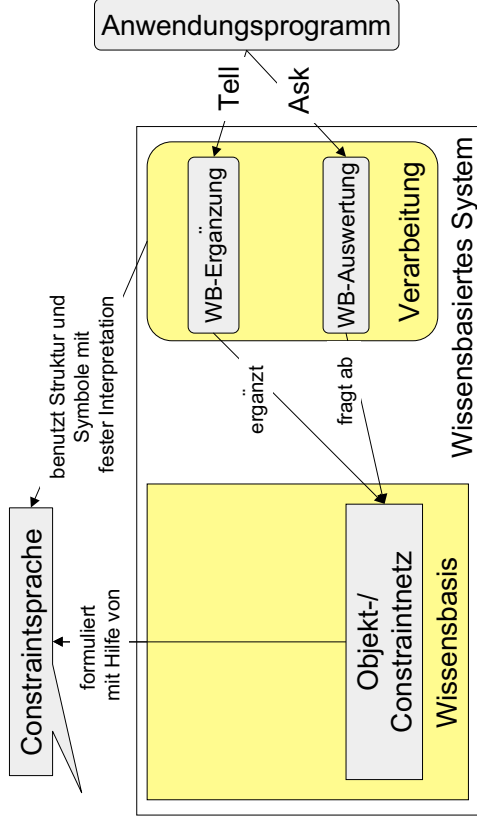 Constraintsprache
benutzt Struktur und
Symbole mit
fester Interpretation
formuliert
mit Hilfe von
Objekt-/
Constraintnetz
Wissensbasis
ergänzt
fragt ab
WB-Ergänzung
WB-Auswertung
Verarbeitung
Wissensbasiertes System
Tell
Ask
Anwendungsprogramm